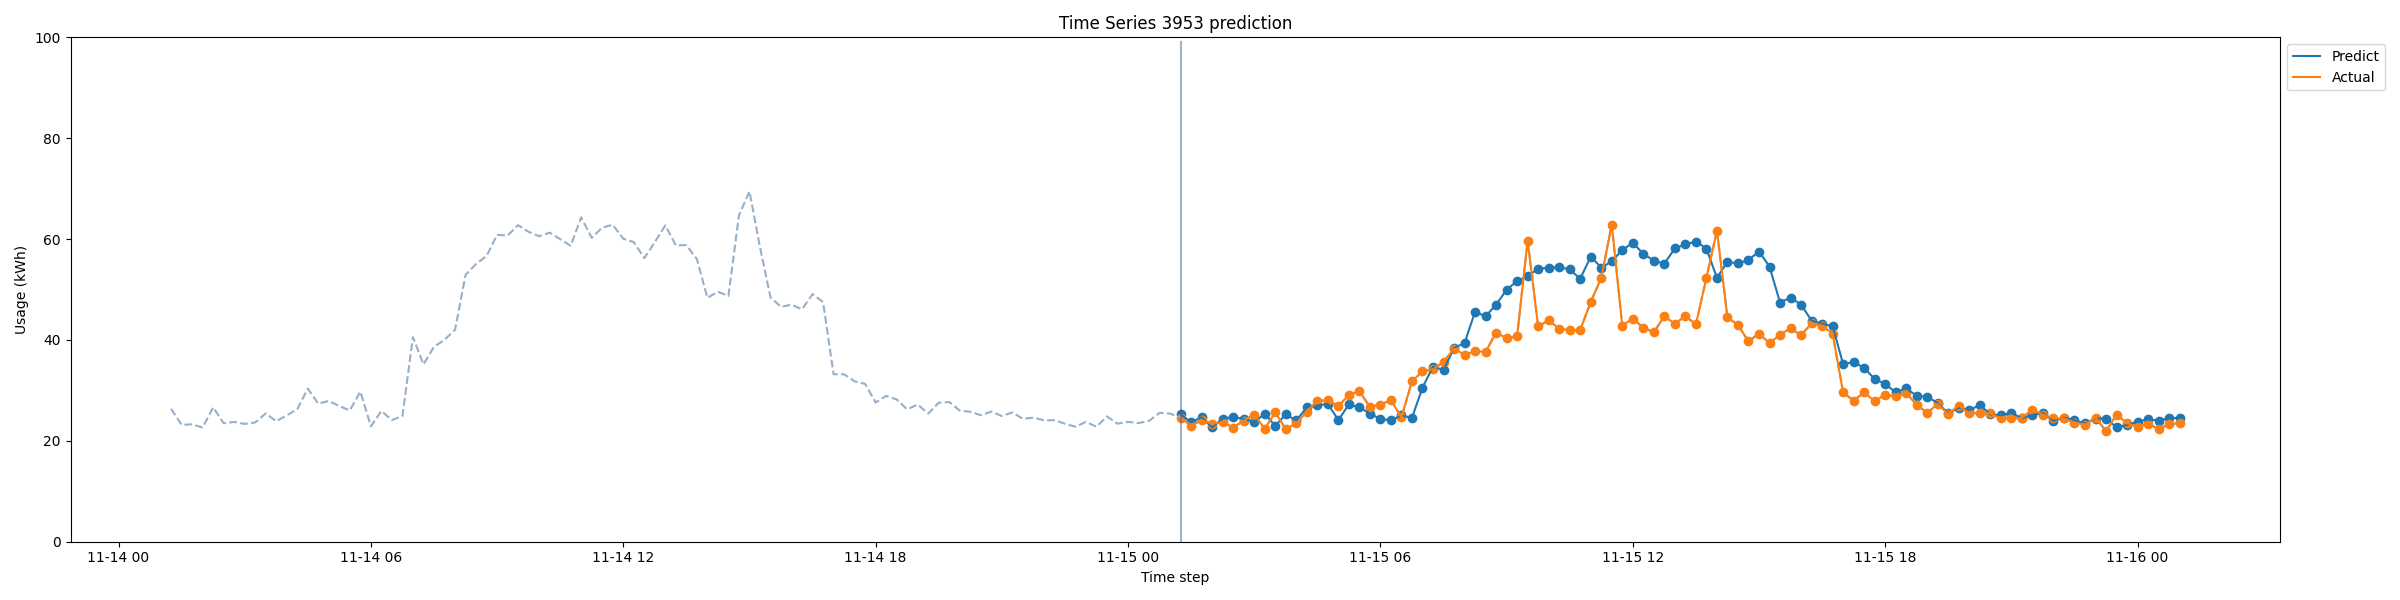 Time Series 3953 prediction
100
80
60
40
20
0
Usage (kWh)
11-14 00 11-14 06 11-14 12 11-14 18 11-15 00 11-15 06 11-15 12 11-15 18 11-16 00
Time step
Predict
Actual